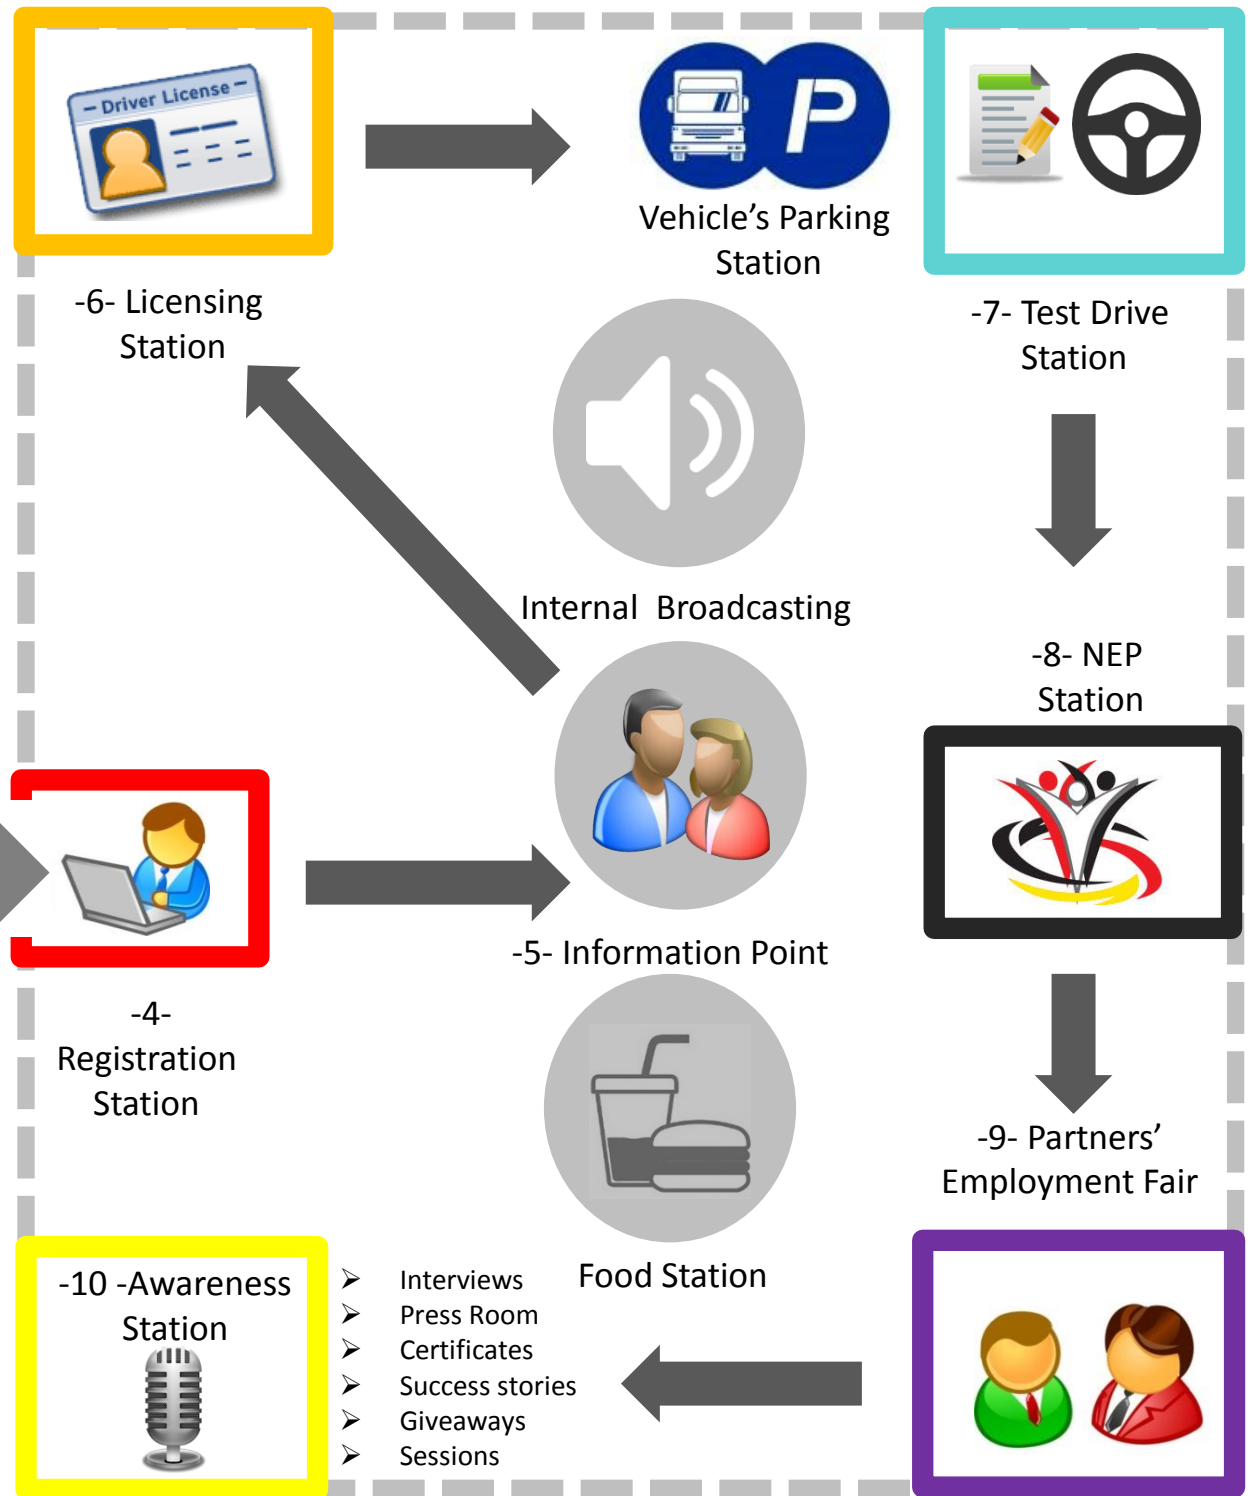 – Driver License –
P
Vehicle’s Parking
Station
-6- Licensing
Station
-7- Test Drive
Station
Internal  Broadcasting
-8- NEP
Station
-5- Information Point
-4-
Registration
Station
-9- Partners’
Employment Fair
Food Station
-10 -Awareness
Station
➢ Interviews
➢ Press Room
➢ Certificates
➢ Success stories
➢ Giveaways
➢ Sessions